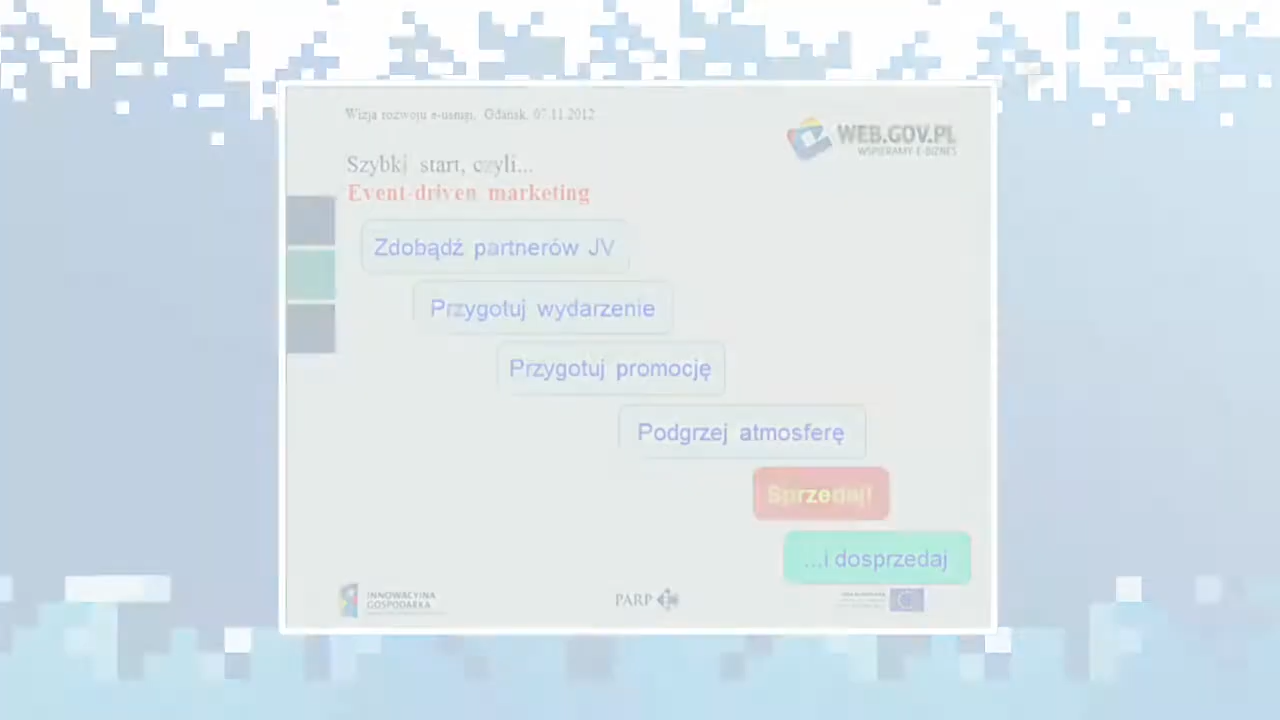 Wizja rozwoju e-usługi, Gdańsk, 07.11.2012
WEB.GOV.PL
WSPIERAMY E-BIZNES
Szybki start, czyli...
Event-driven marketing
Zdobądź partnerów JV
Przygotuj wydarzenie
Przygotuj promocję
Podgrzej atmosferę
Sprzedaj!
...i dosprzedaj
INNOWACYJNA
GOSPODARKA
PARP